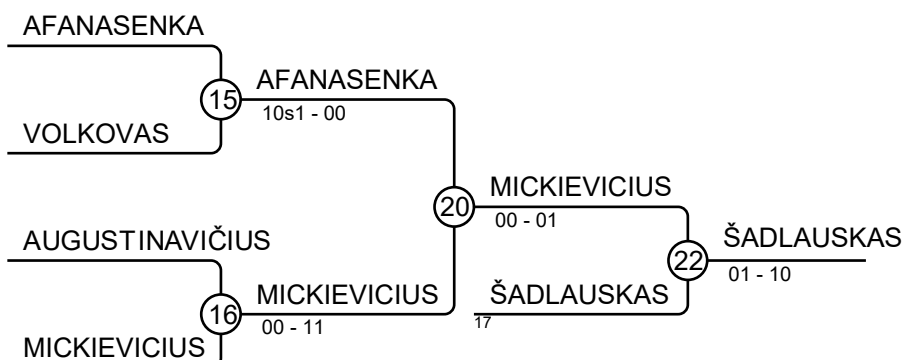 AFANASENKA
15
AFANASENKA
10s1 - 00
VOLKOVAS
20
MICKIEVICIUS
00 - 01
AUGUSTINAVIČIUS
22
ŠADLAUSKAS
01 - 10
16
MICKIEVICIUS
00 - 11
ŠADLAUSKAS
17
MICKIEVICIUS